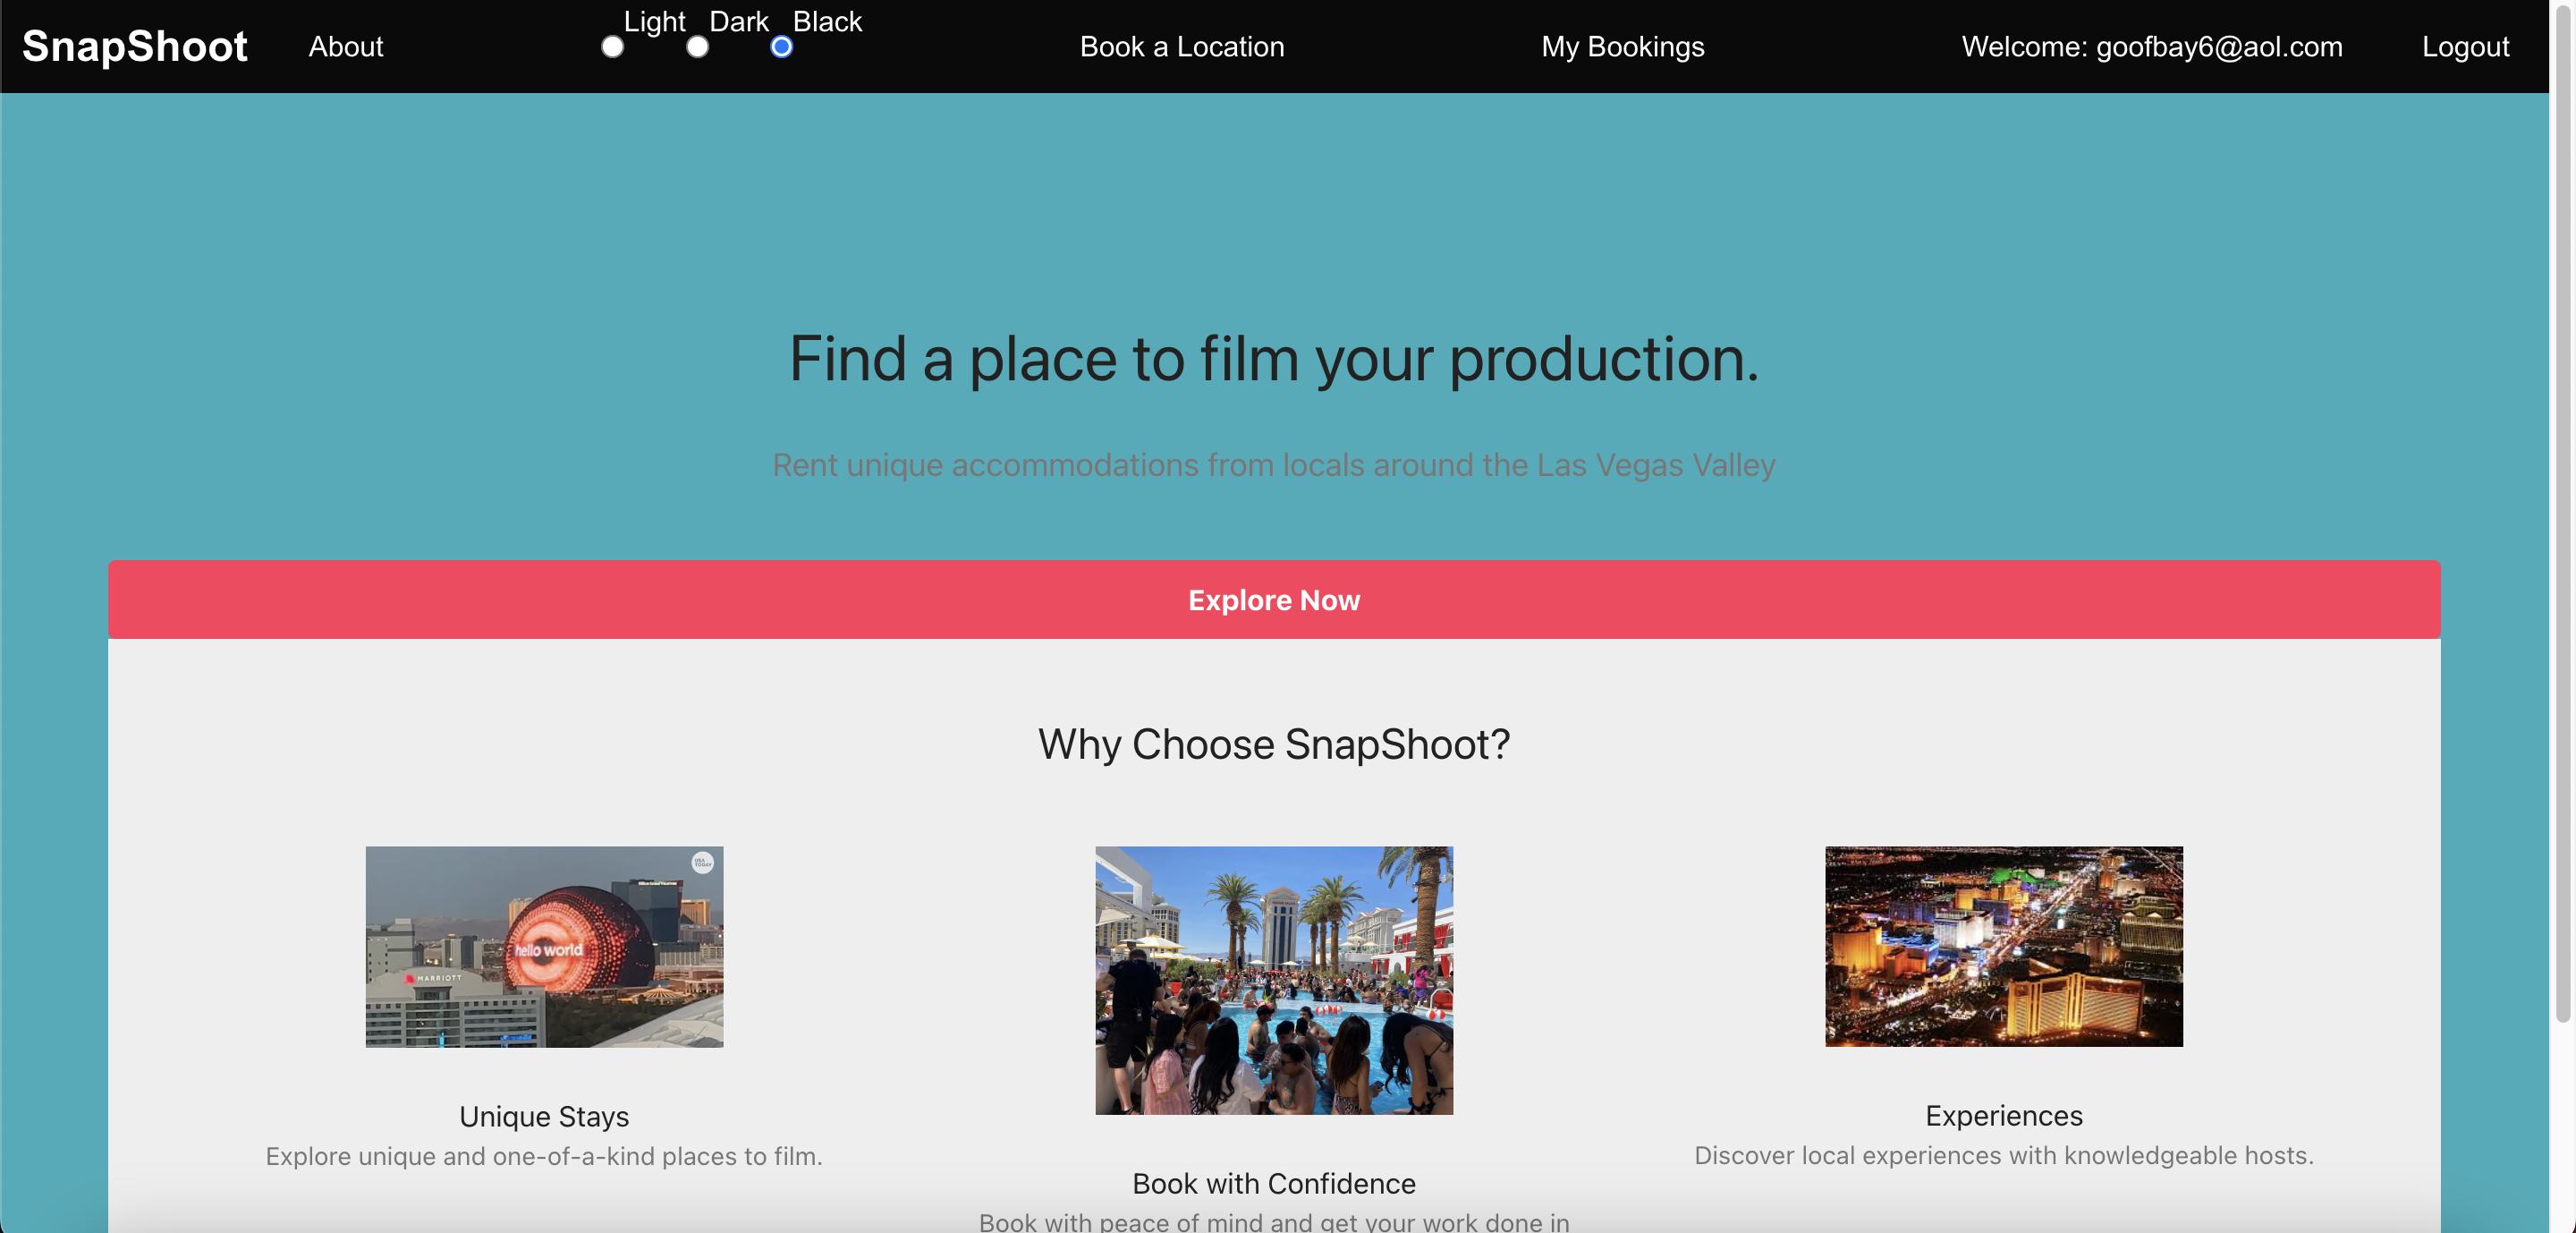 SnapShoot About Light Dark Black Book a Location My Bookings Welcome: goofbay6@aol.com Logout
Find a place to film your production.
Rent unique accommodations from locals around the Las Vegas Valley
Explore Now
Why Choose SnapShoot?
USA TODAY
hello world
MARRIOTT
Unique Stays
Explore unique and one-of-a-kind places to film.
Book with Confidence
Book with peace of mind and get your work done in
Experiences
Discover local experiences with knowledgeable hosts.